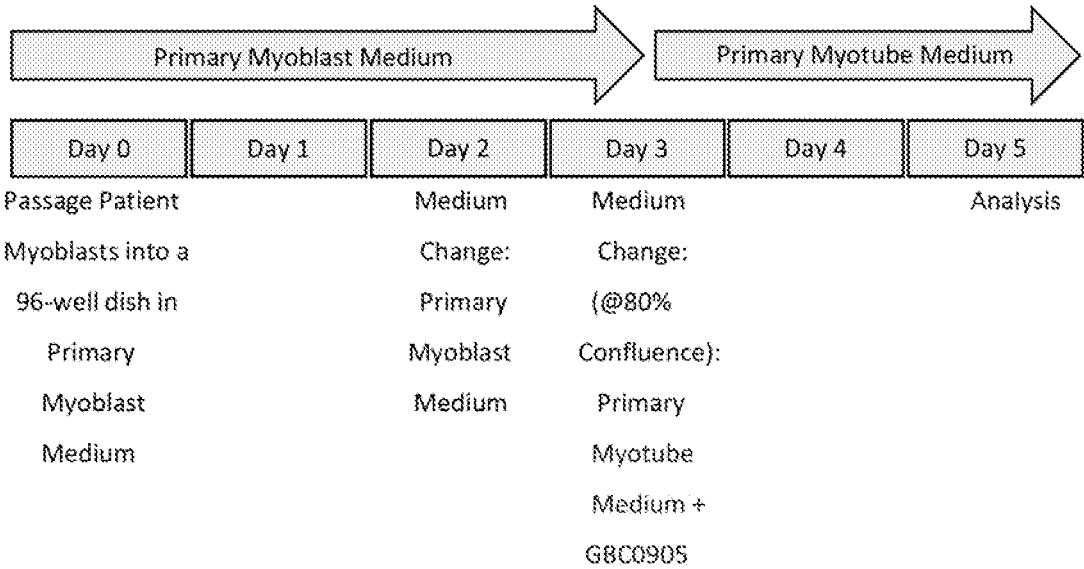 Primary Myoblast Medium
Primary Myotube Medium
Day 0
Day 1
Day 2
Day 3
Day 4
Day 5
Passage Patient
Myoblasts into a
96-well dish in
Primary
Myoblast
Medium
Medium
Change:
Primary
Myoblast
Medium
Medium
Change:
(@80%
Confluence):
Primary
Myotube
Medium +
GBC0905
Analysis